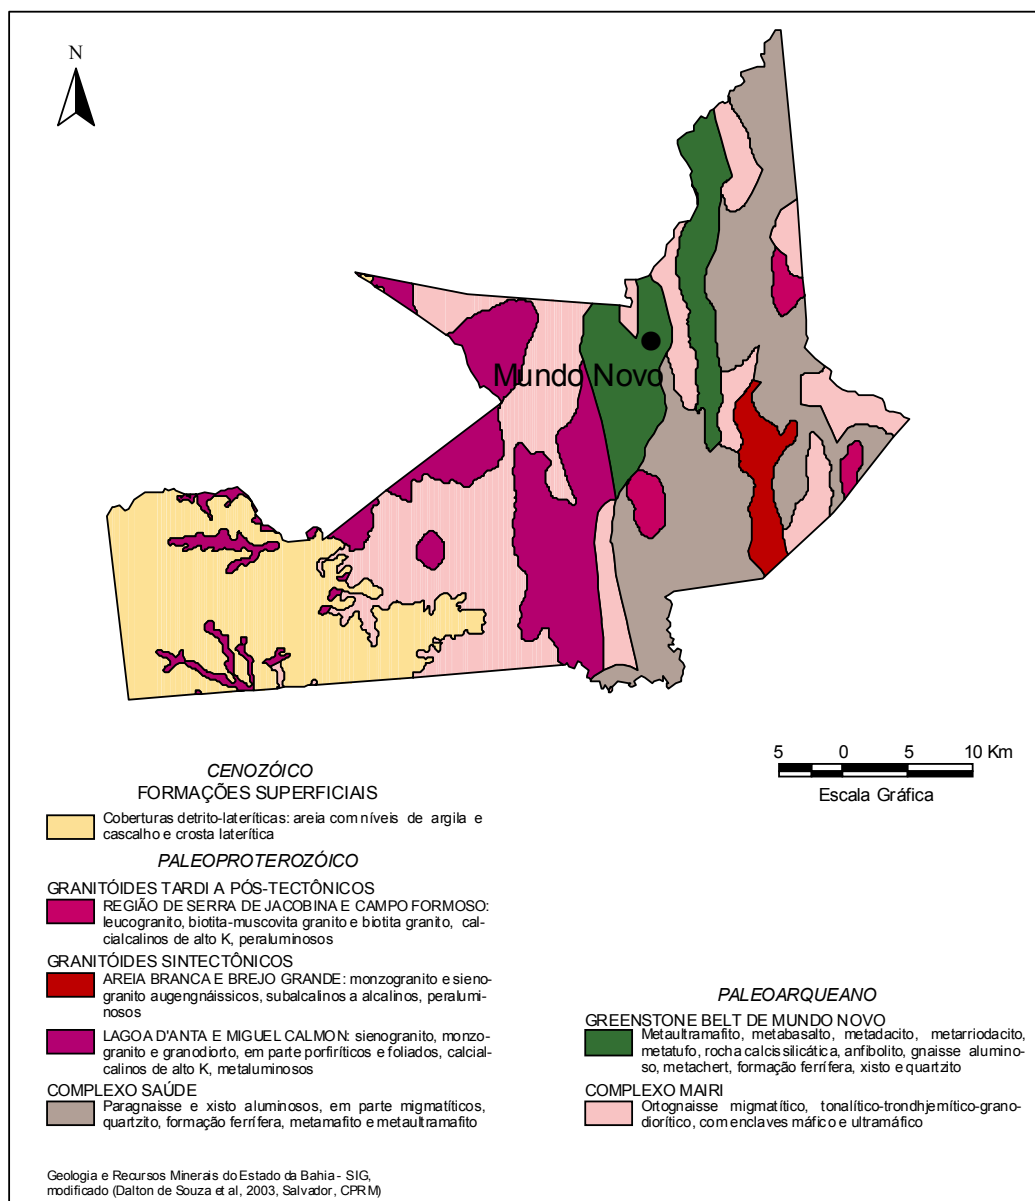 N
Mundo Novo
5 0 5 10 Km
Escala Gráfica
CENOZÓICO
FORMAÇÕES SUPERFICIAIS
Coberturas detrito-lateríticas: areia com níveis de argila e
cascalho e crosta laterítica
PALEOPROTEROZÓICO
GRANITÓIDES TARDI A PÓS-TECTÔNICOS
REGIÃO DE SERRA DE JACOBINA E CAMPO FORMOSO:
leucogranito, biotita-muscovita granito e biotita granito, cal-
cialcalinos de alto K, peraluminosos
GRANITÓIDES SINTECTÔNICOS
AREIA BRANCA E BREJO GRANDE: monzogranito e sieno-
granito augengnáissicos, subalcalinos a alcalinos, peralumi-
nosos
LAGOA D'ANTA E MIGUEL CALMON: sienogranito, monzo-
granito e granodiorto, em parte porfiríticos e foliados, calcial-
calinos de alto K, metaluminosos
COMPLEXO SAÚDE
Paragnaisse e xisto aluminosos, em parte migmatíticos,
quartzito, formação ferrífera, metamafito e metaultramafito
PALEOARQUEANO
GREENSTONE BELT DE MUNDO NOVO
Metaultramafito, metabasalto, metadacito, metarriodacito,
metatufo, rocha calcissilicática, anfibolito, gnaisse alumino-
so, metachert, formação ferrífera, xisto e quartzito
COMPLEXO MAIRI
Ortognaisse migmatítico, tonalítico-trondhjemítico-grano-
diorítico, com enclaves máfico e ultramáfico
Geologia e Recursos Minerais do Estado da Bahia - SIG,
modificado (Dalton de Souza et al, 2003, Salvador, CPRM)